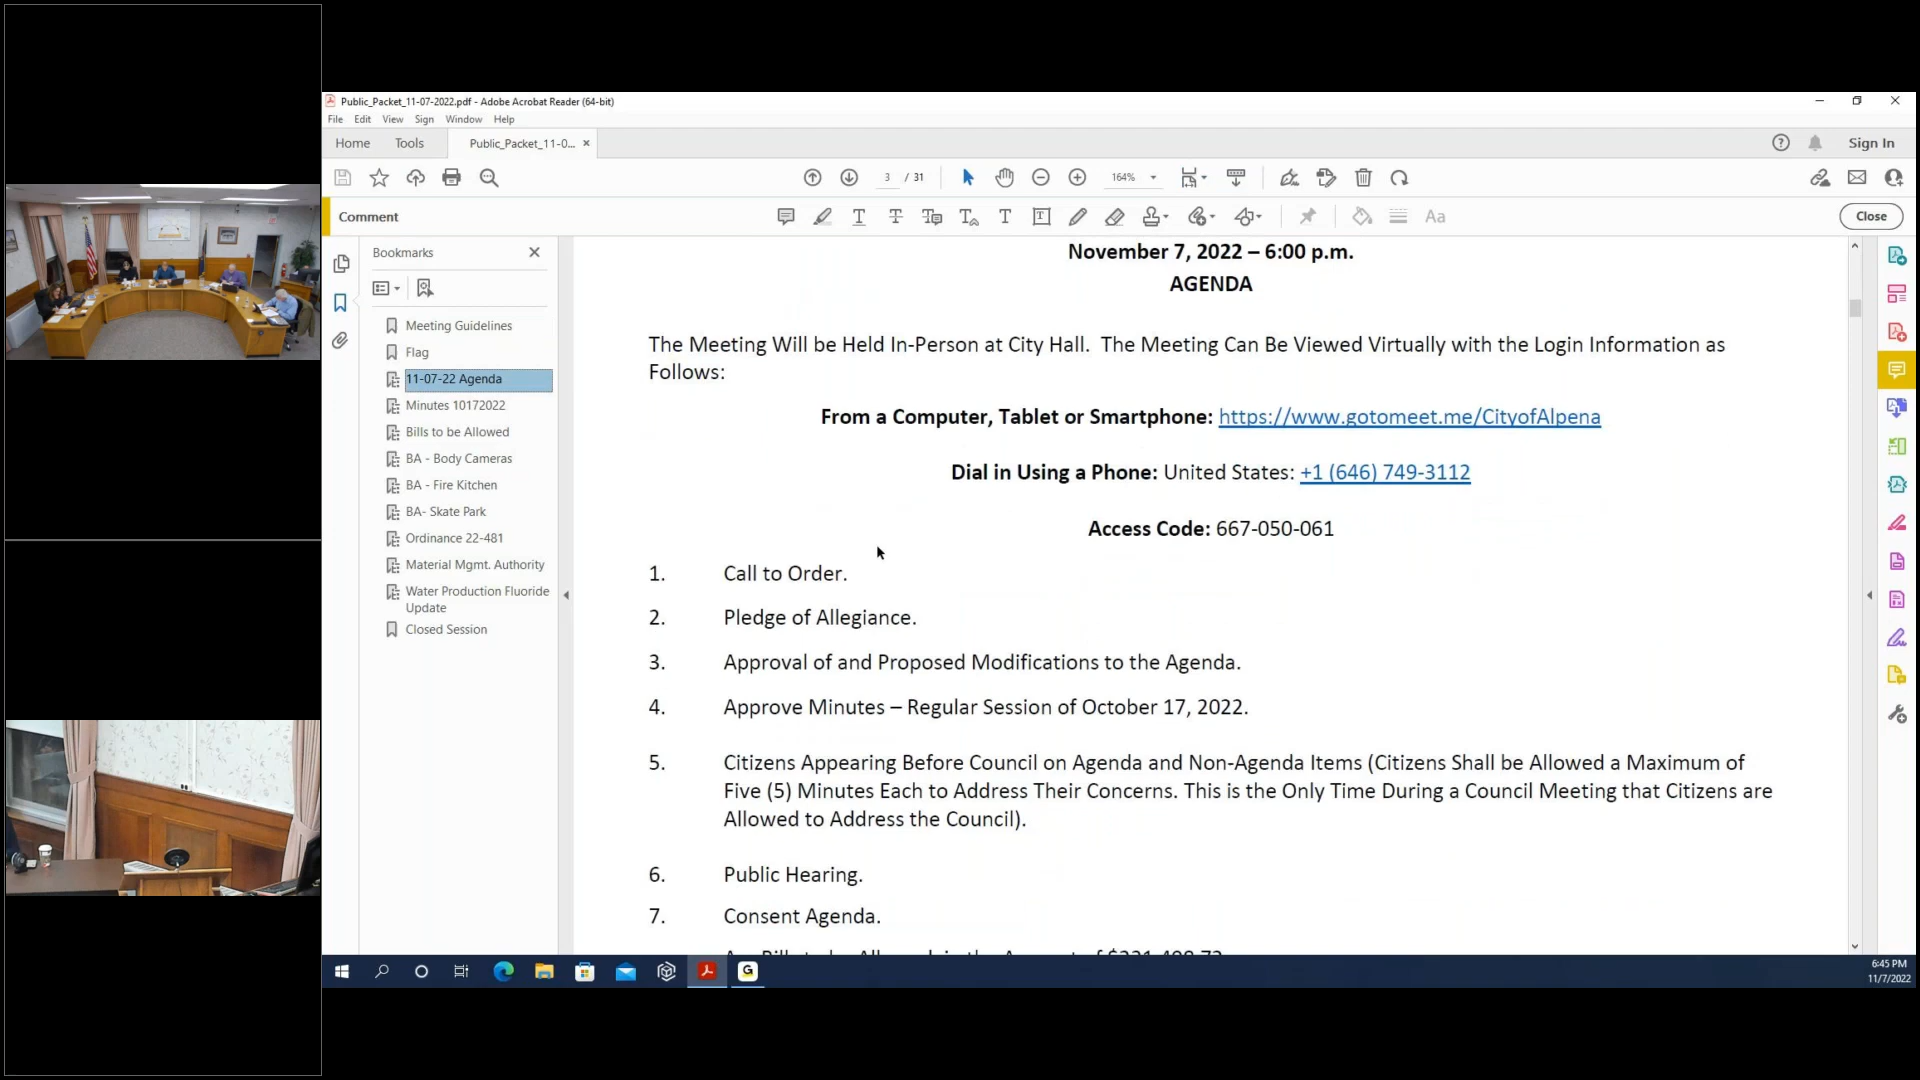 Public_Packet_11-07-2022.pdf - Adobe Acrobat Reader (64-bit)
File Edit View Sign Window Help
Home Tools Public_Packet_11-0... Sign In
3 / 31 164%
Comment Close
Bookmarks
Meeting Guidelines
Flag
11-07-22 Agenda
Minutes 10172022
Bills to be Allowed
BA - Body Cameras
BA - Fire Kitchen
BA- Skate Park
Ordinance 22-481
Material Mgmt. Authority
Water Production Fluoride
Update
Closed Session
November 7, 2022 – 6:00 p.m.
AGENDA
The Meeting Will be Held In-Person at City Hall. The Meeting Can Be Viewed Virtually with the Login Information as
Follows:
From a Computer, Tablet or Smartphone: https://www.gotomeet.me/CityofAlpena
Dial in Using a Phone: United States: +1 (646) 749-3112
Access Code: 667-050-061
1. Call to Order.
2. Pledge of Allegiance.
3. Approval of and Proposed Modifications to the Agenda.
4. Approve Minutes – Regular Session of October 17, 2022.
5. Citizens Appearing Before Council on Agenda and Non-Agenda Items (Citizens Shall be Allowed a Maximum of
Five (5) Minutes Each to Address Their Concerns. This is the Only Time During a Council Meeting that Citizens are
Allowed to Address the Council).
6. Public Hearing.
7. Consent Agenda.
6:45 PM
11/7/2022